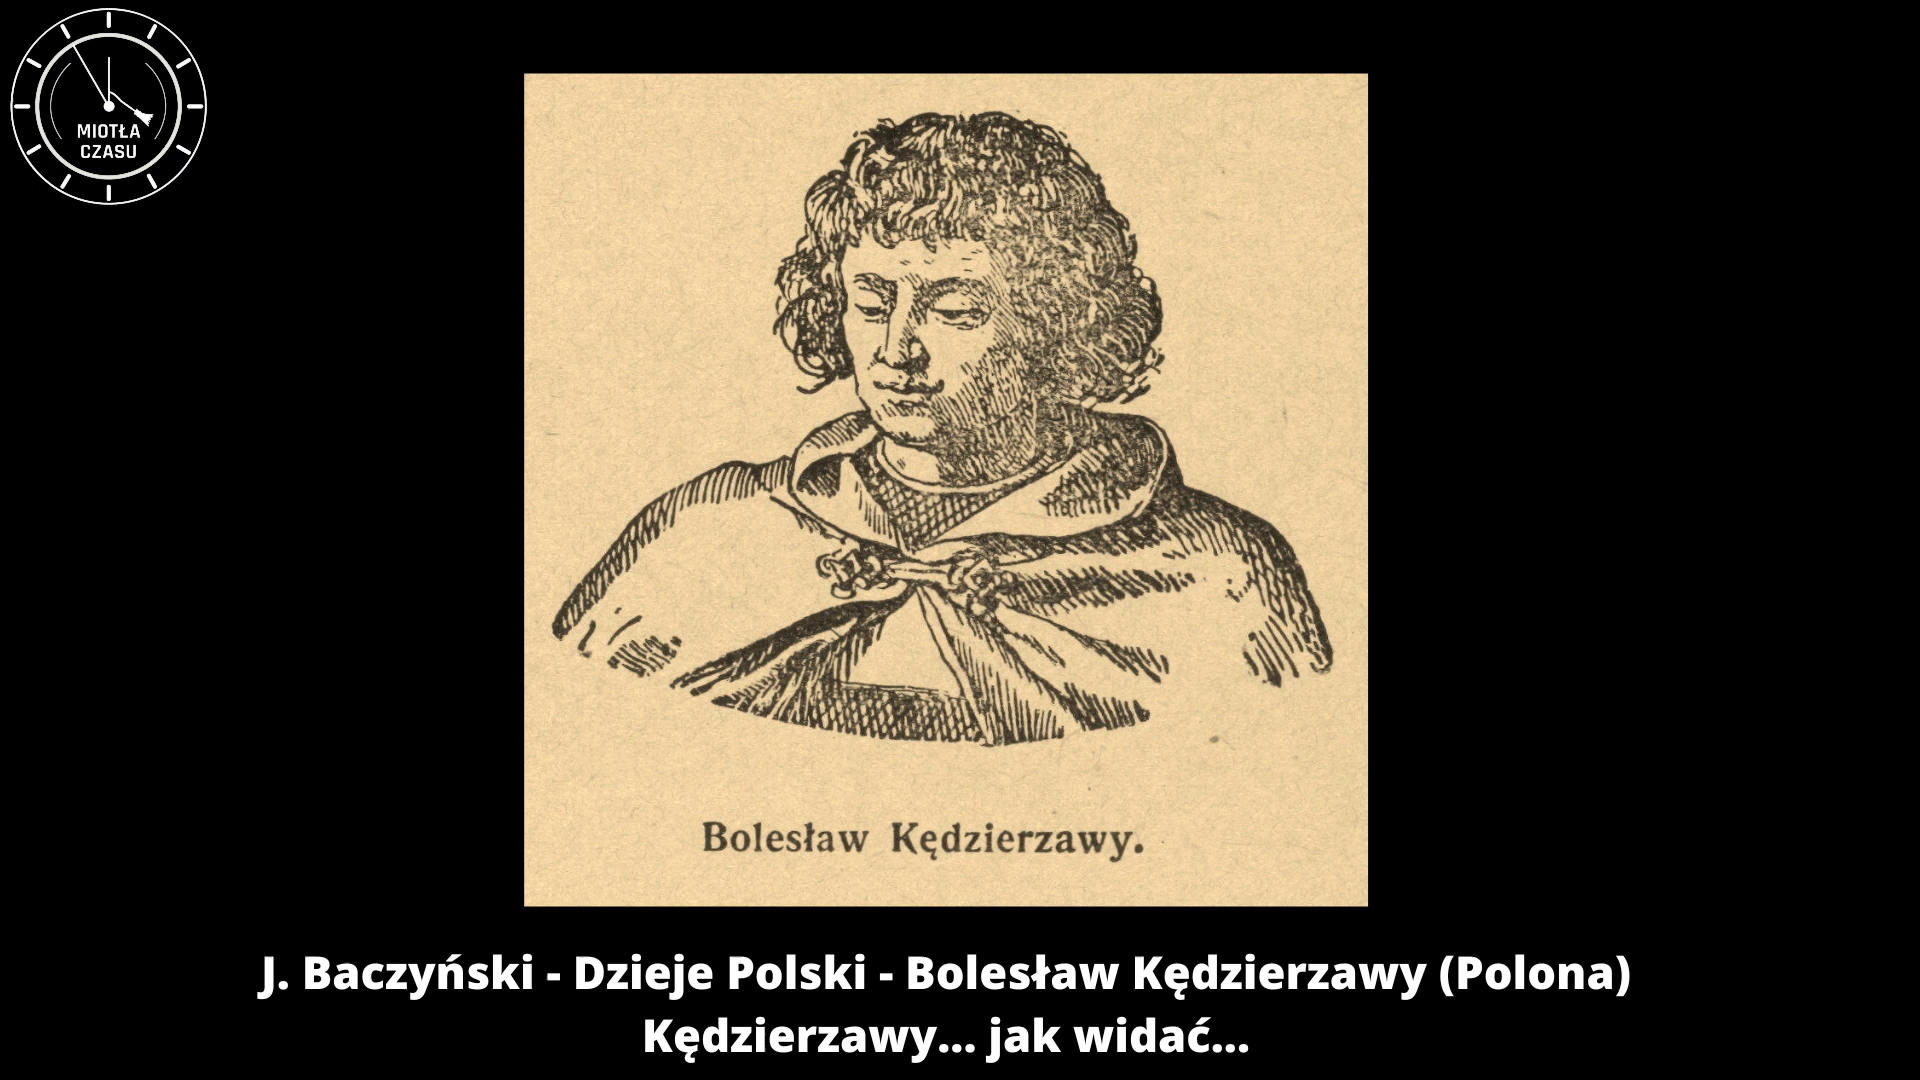 MIOTŁA
CZASU
Bolesław Kędzierzawy.
J. Baczyński - Dzieje Polski - Bolesław Kędzierzawy (Polona)
Kędzierzawy... jak widać...